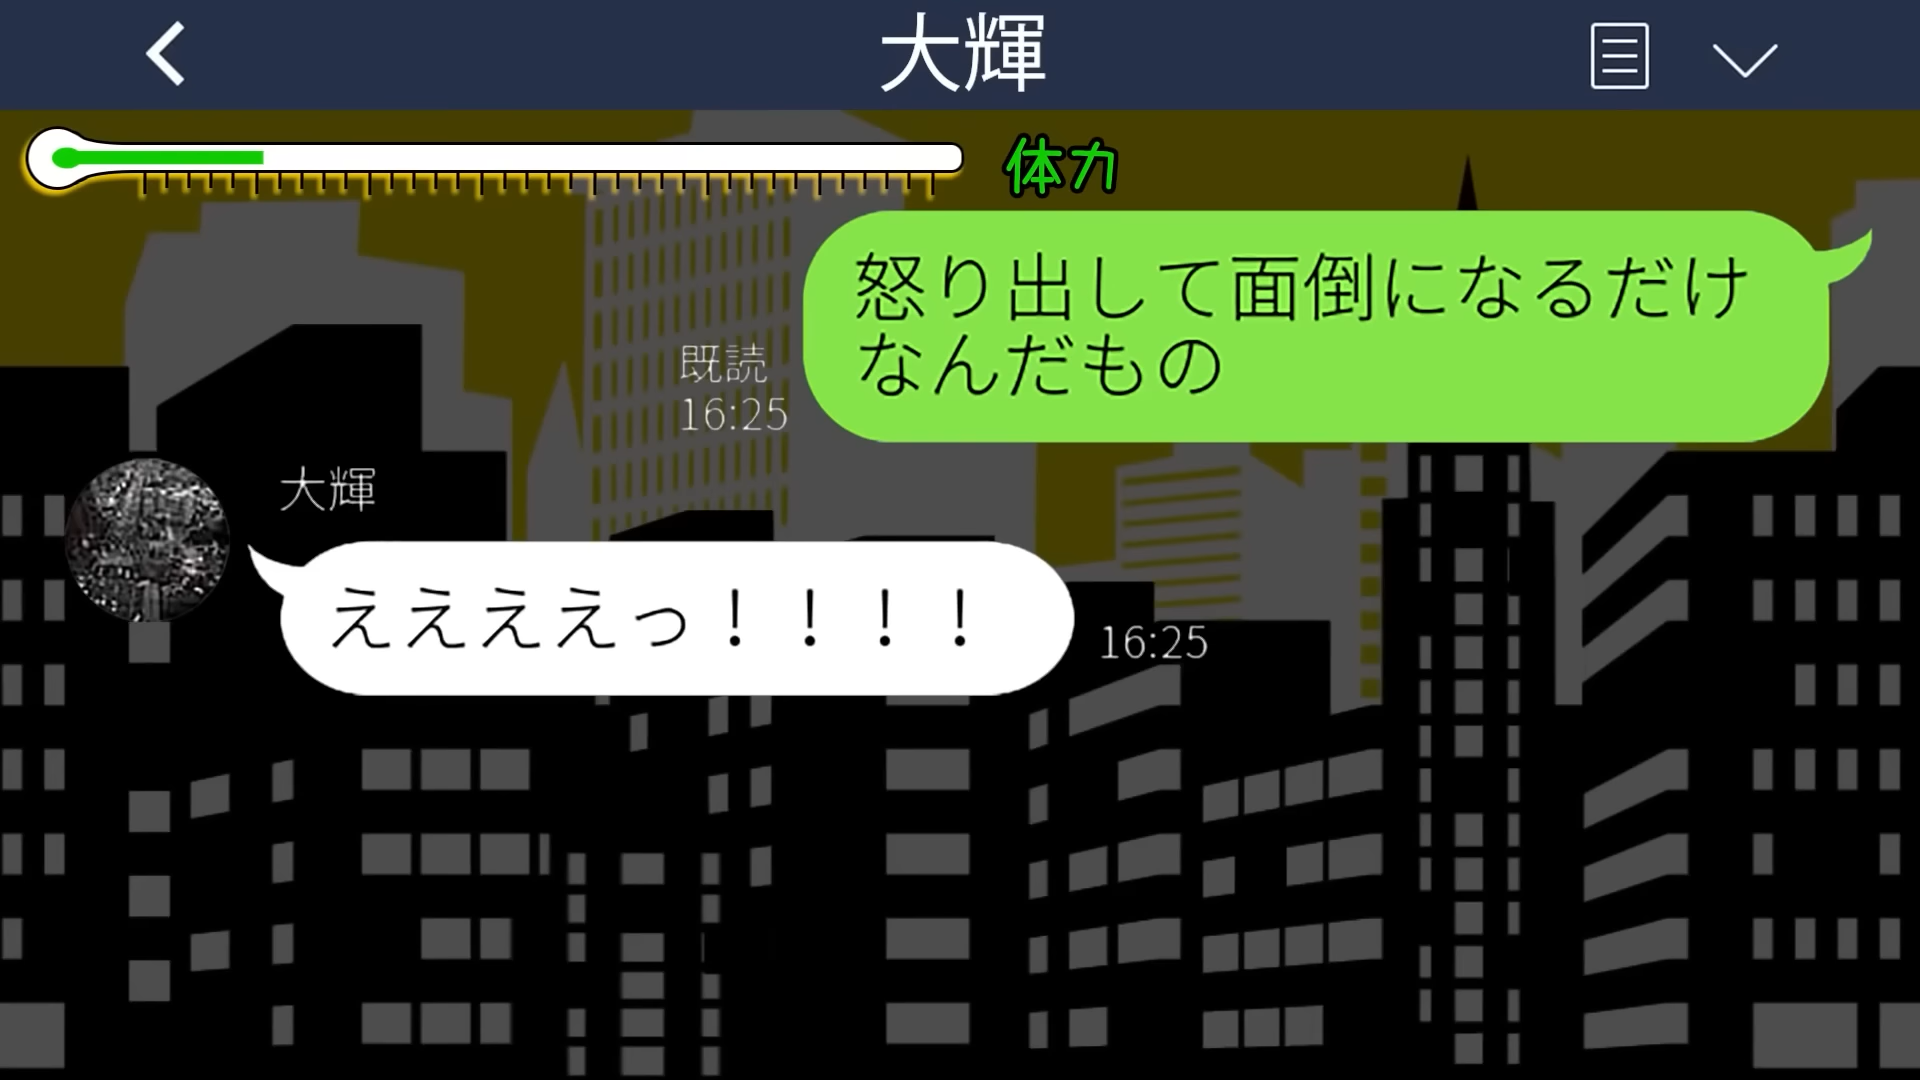 大輝
体力
怒り出して面倒になるだけ
なんだもの
既読
16:25
大輝
ええええっ！！！！
16:25